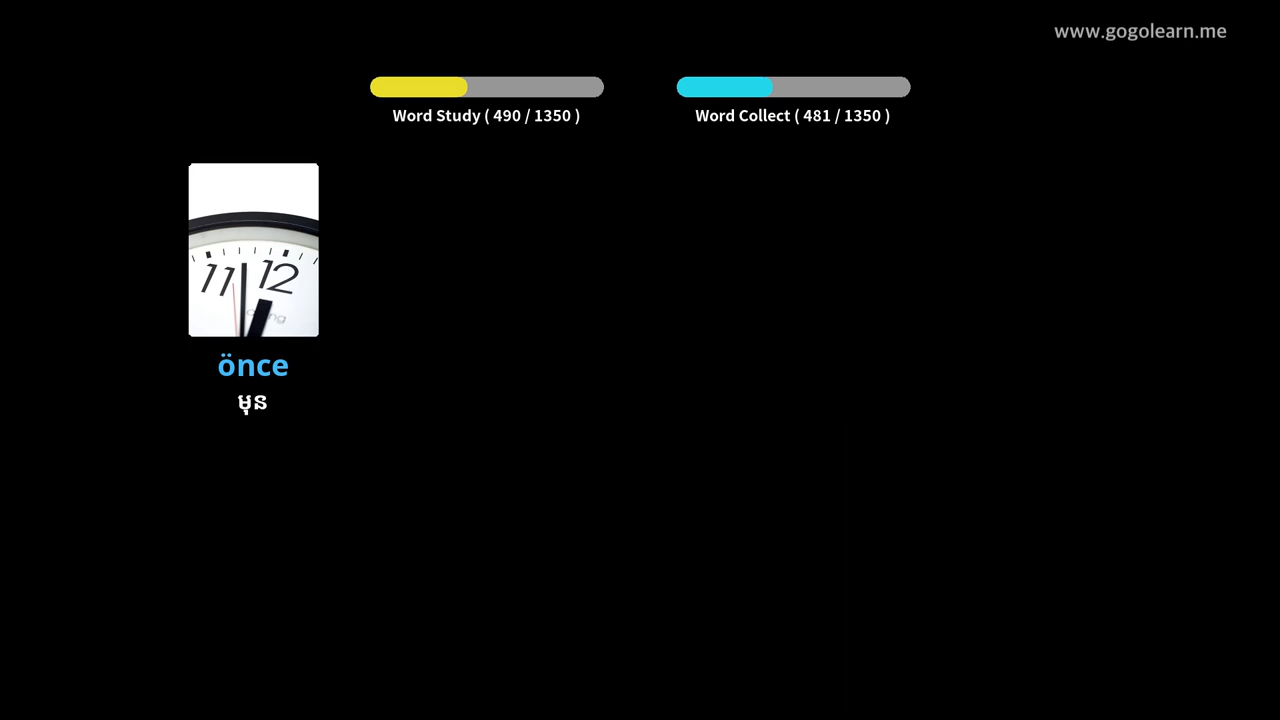 www.gogolearn.me
Word Study ( 490 / 1350 )
Word Collect ( 481 / 1350 )
11 12
önce
មុន